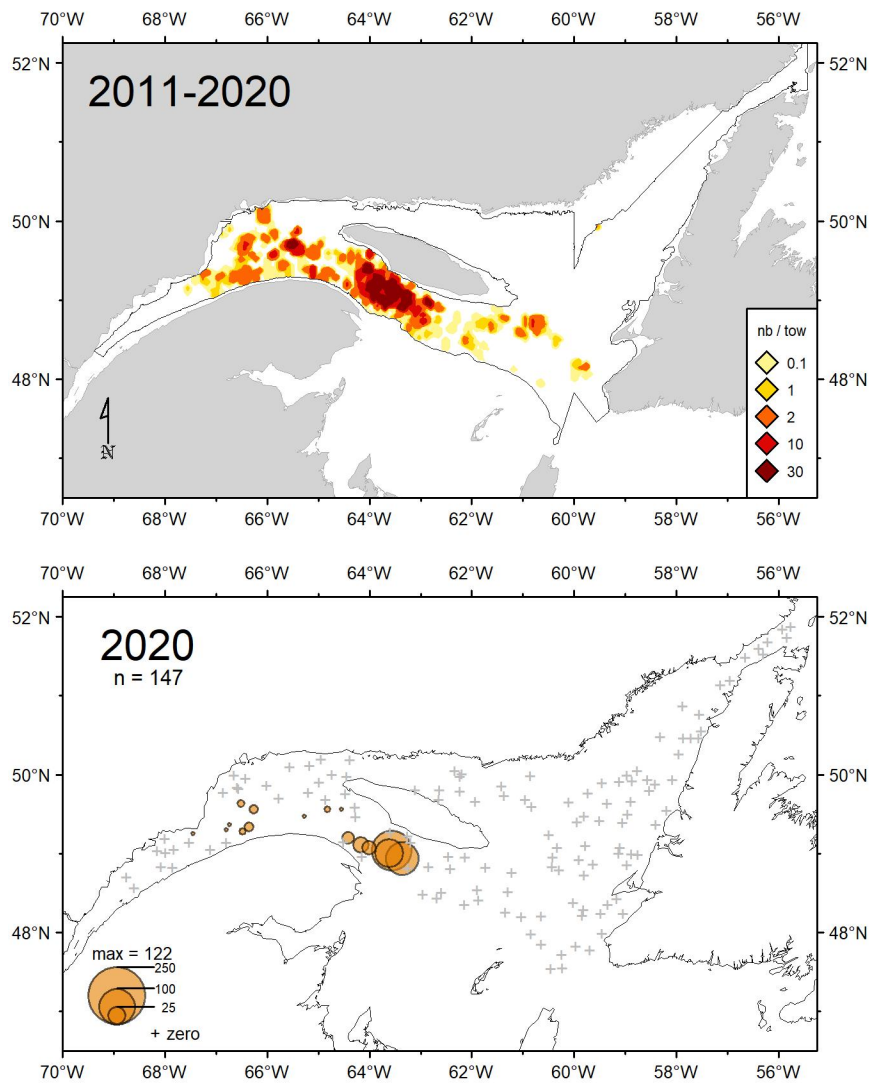 70°W 68°W 66°W 64°W 62°W 60°W 58°W 56°W
52°N 52°N
2011-2020
50°N 50°N
nb / tow
48°N 48°N
0.1
1
2
10
30
N
70°W 68°W 66°W 64°W 62°W 60°W 58°W 56°W
70°W 68°W 66°W 64°W 62°W 60°W 58°W 56°W
52°N 52°N
2020
n = 147
50°N 50°N
48°N 48°N
max = 122
250
100
25
+ zero
70°W 68°W 66°W 64°W 62°W 60°W 58°W 56°W